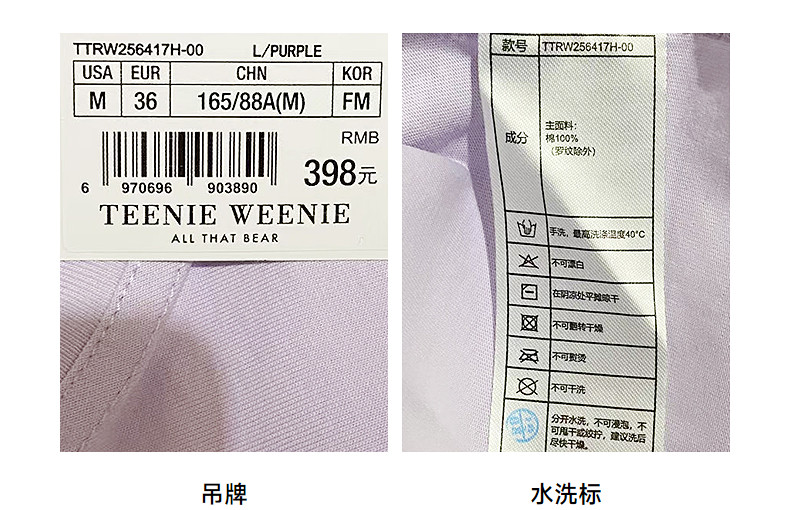 TTRW256417H-00 L/PURPLE
USA EUR CHN KOR
M 36 165/88A(M) FM
RMB
398元
6 970696 903890
TEENIE WEENIE
ALL THAT BEAR
款号 TTRW256417H-00
成分
主面料：
棉100%
（罗纹除外）
手洗，最高洗涤温度40°C
不可漂白
在阴凉处平摊晾干
不可翻转干燥
不可熨烫
不可干洗
分开水洗，不可浸泡，不
可甩干或绞拧，建议洗后
尽快干燥。
吊牌
水洗标